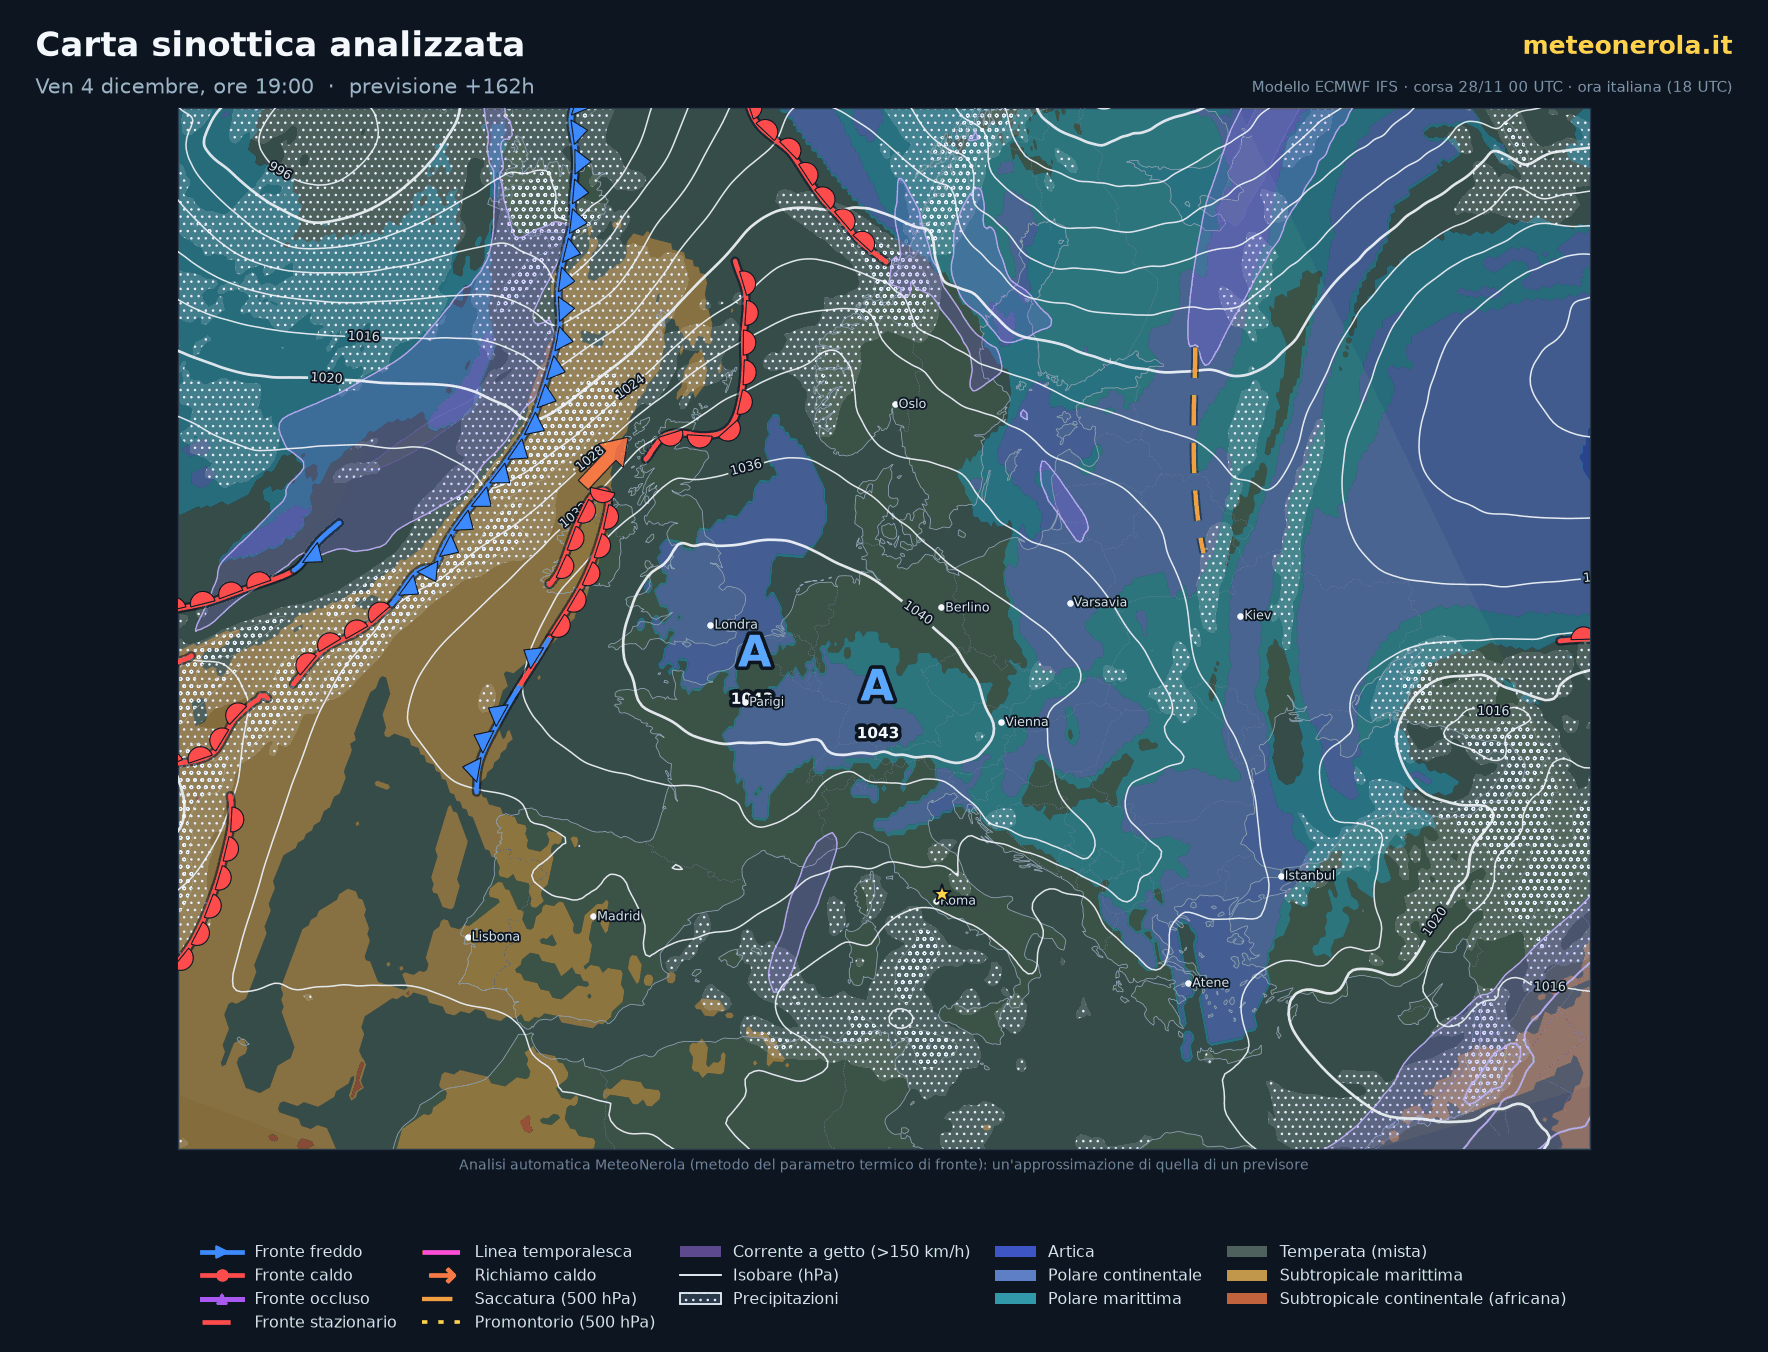 Carta sinottica analizzata
meteonerola.it
Ven 4 dicembre, ore 19:00 · previsione +162h
Modello ECMWF IFS · corsa 28/11 00 UTC · ora italiana (18 UTC)
996
1016
1020
1024
1028
1036
Oslo
1040
Berlino
Varsavia
Kiev
Londra
A
A
Parigi
1043
Vienna
1016
Istanbul
Roma
Madrid
Lisbona
1020
Atene
1016
Analisi automatica MeteoNerola (metodo del parametro termico di fronte): un'approssimazione di quella di un previsore
Fronte freddo
Linea temporalesca
Corrente a getto (>150 km/h)
Artica
Temperata (mista)
Fronte caldo
Richiamo caldo
Isobare (hPa)
Polare continentale
Subtropicale marittima
Fronte occluso
Saccatura (500 hPa)
Precipitazioni
Polare marittima
Subtropicale continentale (africana)
Fronte stazionario
Promontorio (500 hPa)